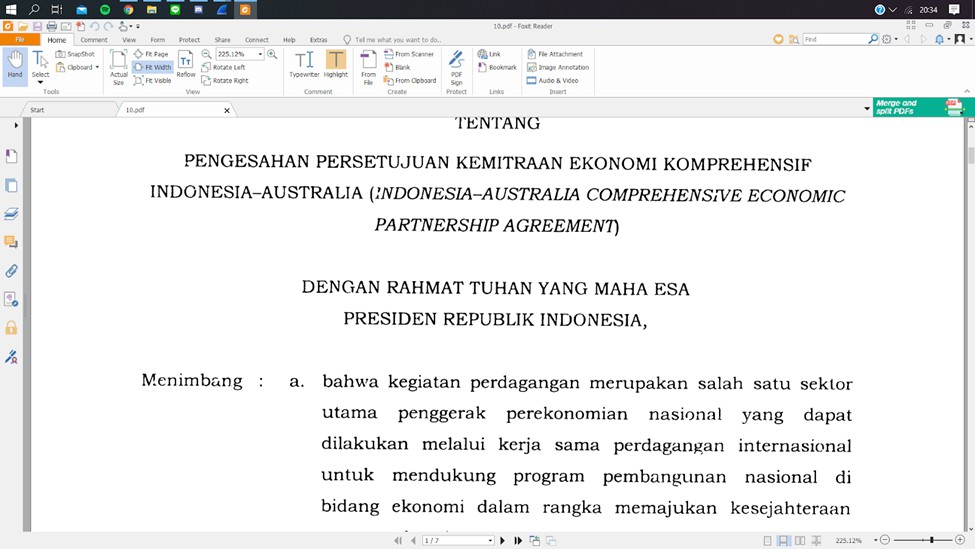 20:34
10.pdf - Foxit Reader
File Home Comment View Form Protect Share Connect Help Extras Tell me what you want to do... Find
Hand
Select
SnapShot
Clipboard
Tools
Actual Size
Fit Page
Fit Width
Fit Visible
Reflow
225.12%
Rotate Left
Rotate Right
View
Typewriter
Highlight
Comment
From File
From Scanner
Blank
From Clipboard
Create
PDF Sign
Protect
Link
Bookmark
Links
File Attachment
Image Annotation
Audio & Video
Insert
Start 10.pdf
Merge and split PDFs
TENTANG
PENGESAHAN PERSETUJUAN KEMITRAAN EKONOMI KOMPREHENSIF
INDONESIA–AUSTRALIA (INDONESIA–AUSTRALIA COMPREHENSIVE ECONOMIC
PARTNERSHIP AGREEMENT)
DENGAN RAHMAT TUHAN YANG MAHA ESA
PRESIDEN REPUBLIK INDONESIA,
Menimbang : a. bahwa kegiatan perdagangan merupakan salah satu sektor
utama penggerak perekonomian nasional yang dapat
dilakukan melalui kerja sama perdagangan internasional
untuk mendukung program pembangunan nasional di
bidang ekonomi dalam rangka memajukan kesejahteraan
1 / 7
225.12%